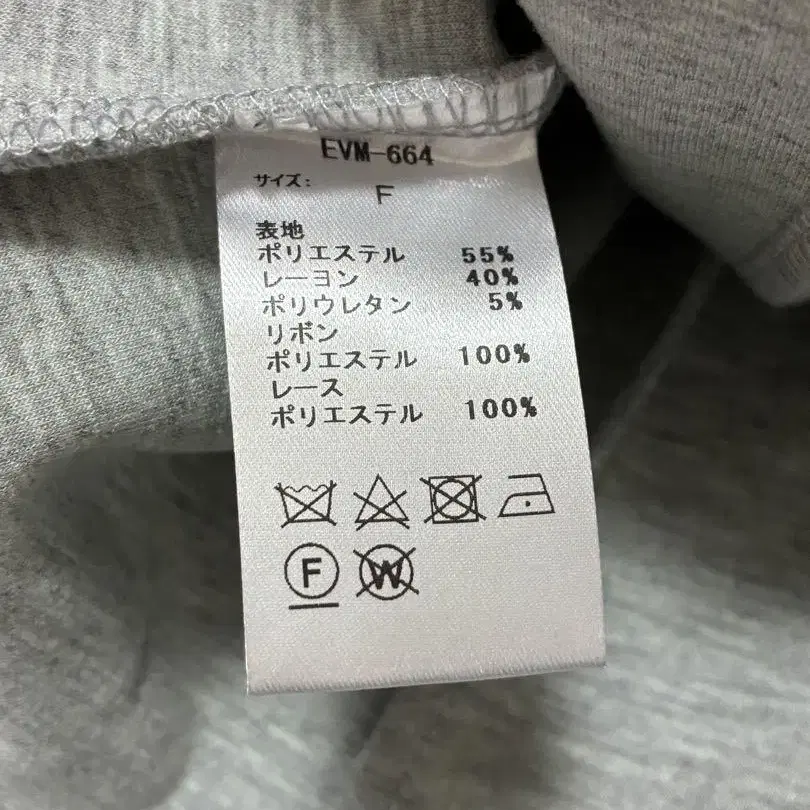 EVM-664
サイズ:
F
表地
ポリエステル 55%
レーヨン 40%
ポリウレタン 5%
リボン
ポリエステル 100%
レース
ポリエステル 100%
F W